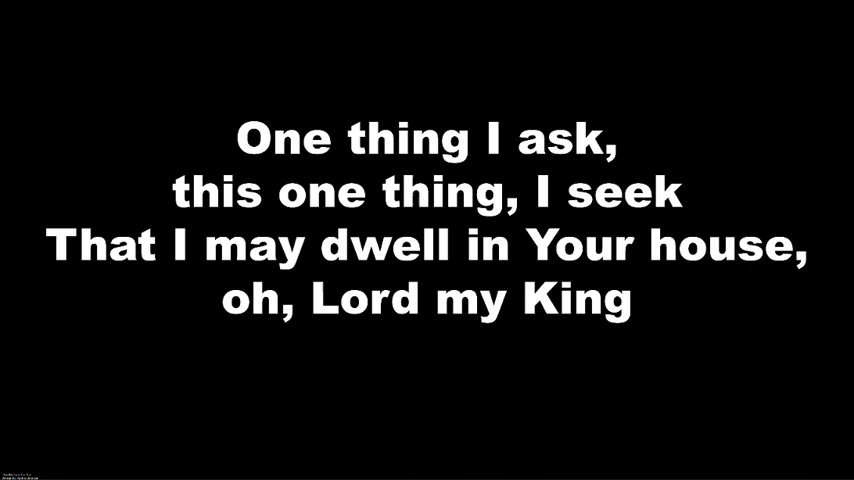 One thing I ask,
this one thing, I seek
That I may dwell in Your house,
oh, Lord my King